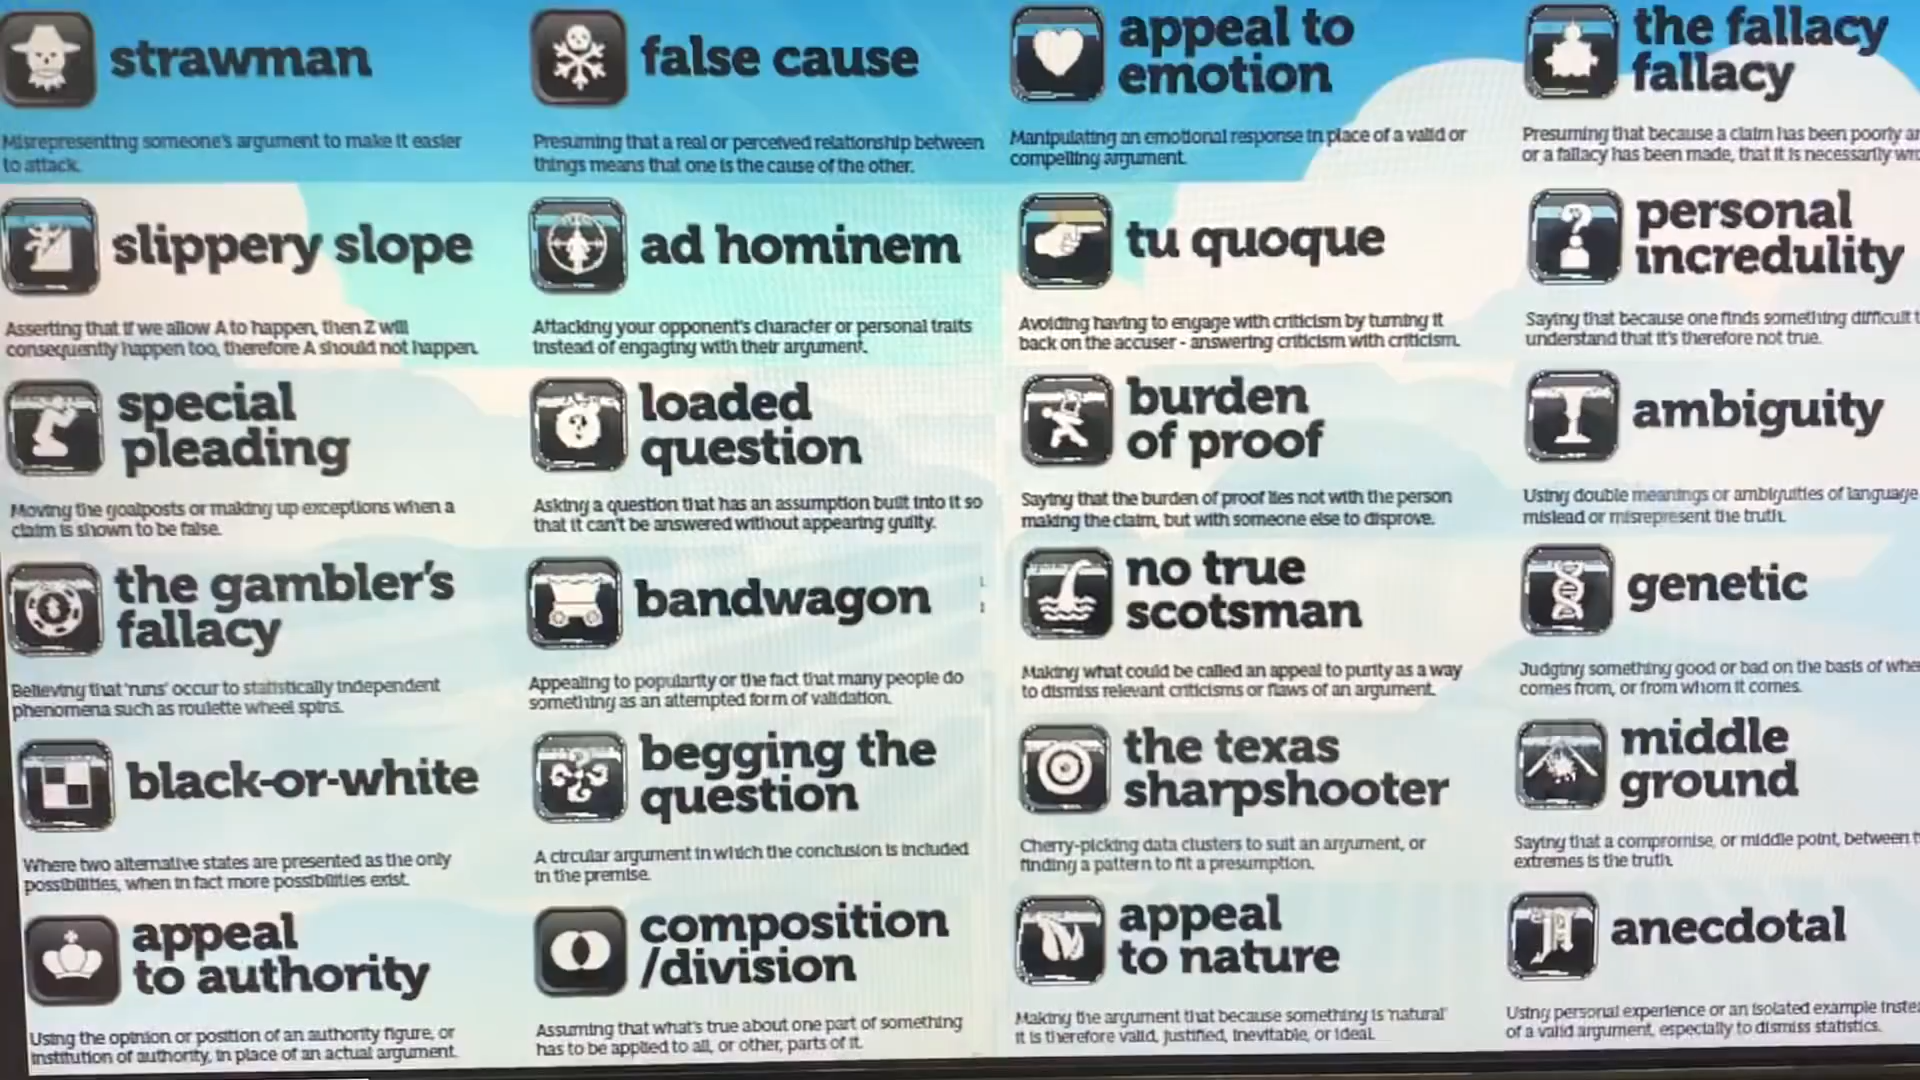 strawman
Misrepresenting someone's argument to make it easier
to attack.
false cause
Presuming that a real or perceived relationship between
things means that one is the cause of the other.
appeal to
emotion
Manipulating an emotional response in place of a valid or
compelling argument.
the fallacy
fallacy
Presuming that because a claim has been poorly
or a fallacy has been made, that it is necessarily
slippery slope
Asserting that if we allow A to happen, then Z will
consequently happen too, therefore A should not happen.
ad hominem
Attacking your opponent's character or personal traits
instead of engaging with their argument.
tu quoque
Avoiding having to engage with criticism by turning it
back on the accuser - answering criticism with criticism.
personal
incredulity
Saying that because one finds something difficult
understand that it's therefore not true.
special
pleading
Moving the goalposts or making up exceptions when a
claim is shown to be false.
loaded
question
Asking a question that has an assumption built into it so
that it can't be answered without appearing guilty.
burden
of proof
Saying that the burden of proof lies not with the person
making the claim, but with someone else to disprove.
ambiguity
Using double meanings or ambiguities of language
mislead or misrepresent the truth.
the gambler's
fallacy
Believing that 'runs' occur to statistically independent
phenomena such as roulette wheel spins.
bandwagon
Appealing to popularity or the fact that many people do
something as an attempted form of validation.
no true
scotsman
Making what could be called an appeal to purity as a way
to dismiss relevant criticisms or flaws of an argument.
genetic
Judging something good or bad on the basis of
comes from, or from whom it comes.
black-or-white
Where two alternative states are presented as the only
possibilities, when in fact more possibilities exist.
begging the
question
A circular argument in which the conclusion is included
in the premise.
the texas
sharpshooter
Cherry-picking data clusters to suit an argument, or
finding a pattern to fit a presumption.
middle
ground
Saying that a compromise, or middle point, between
extremes is the truth.
appeal
to authority
Using the opinion or position of an authority figure, or
institution of authority, in place of an actual argument.
composition
/division
Assuming that what's true about one part of something
has to be applied to all, or other, parts of it.
appeal
to nature
Making the argument that because something is 'natural'
it is therefore valid, justified, inevitable, or ideal.
anecdotal
Using personal experience or an isolated example
of a valid argument, especially to dismiss statistics.